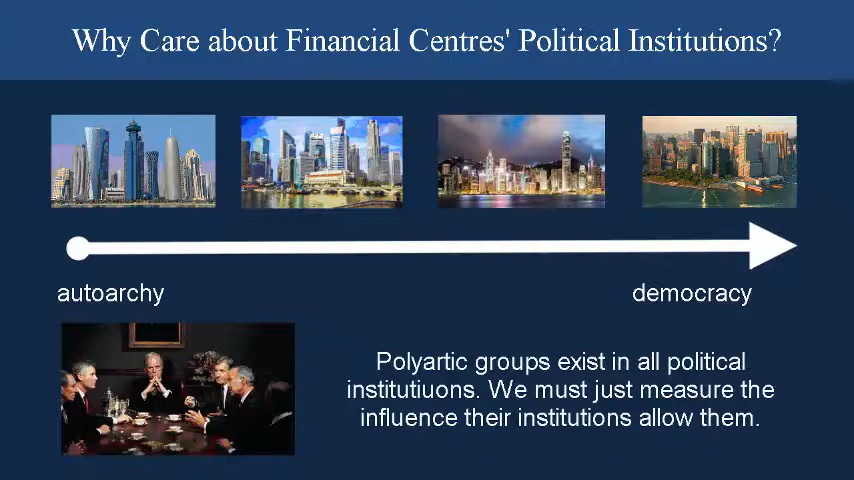 Why Care about Financial Centres' Political Institutions?
autoarchy
democracy
Polyartic groups exist in all political
institutiuons. We must just measure the
influence their institutions allow them.